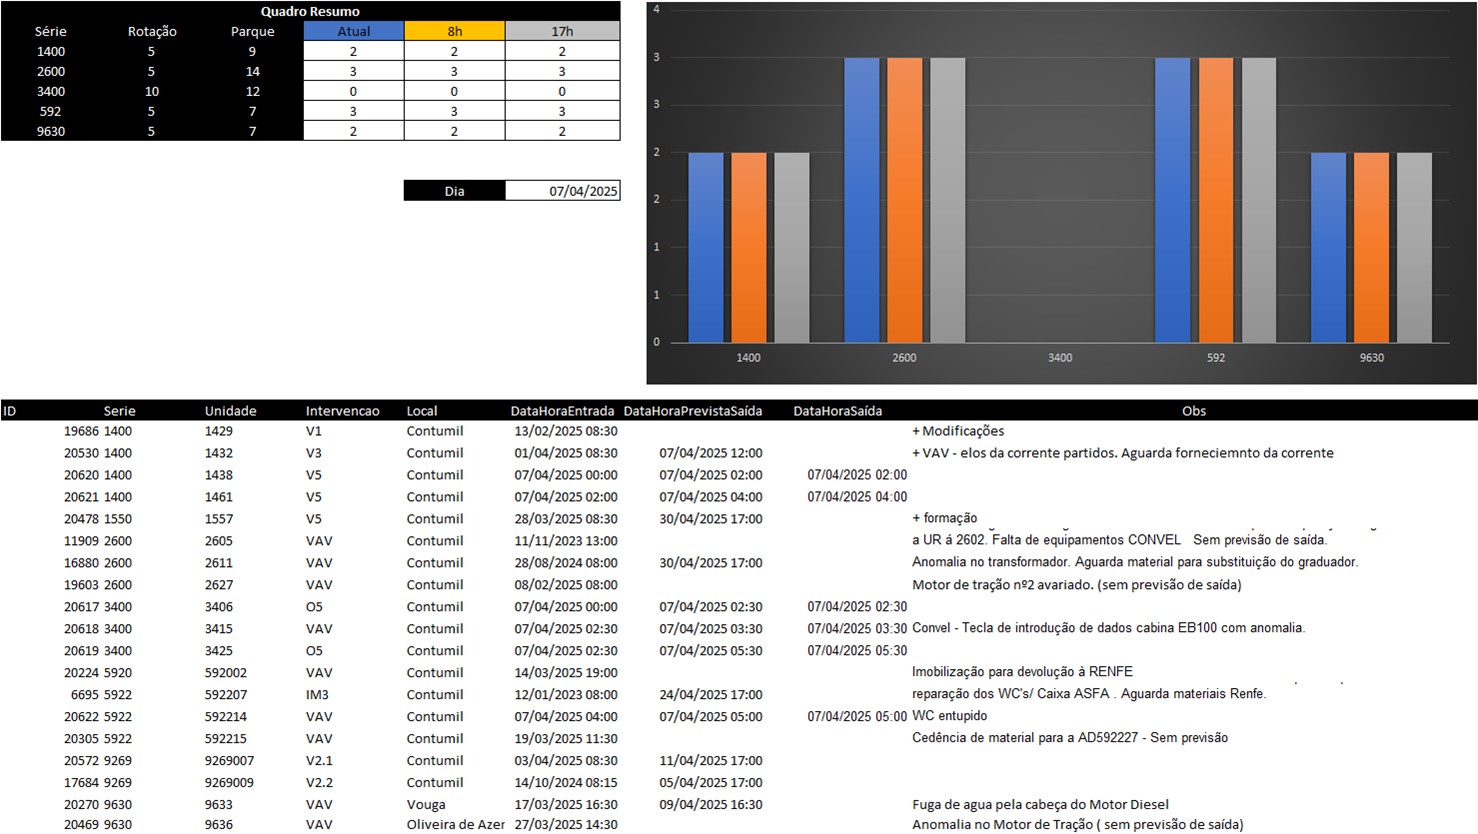 Quadro Resumo
Série Rotação Parque Atual 8h 17h
1400 5 9 2 2 2
2600 5 14 3 3 3
3400 10 12 0 0 0
592 5 7 3 3 3
9630 5 7 2 2 2
Dia 07/04/2025
4
3
3
2
2
1
1
0
1400 2600 3400 592 9630
ID Serie Unidade Intervencao Local DataHoraEntrada DataHoraPrevistaSaída DataHoraSaída Obs
19686 1400 1429 V1 Contumil 13/02/2025 08:30 + Modificações
20530 1400 1432 V3 Contumil 01/04/2025 08:30 07/04/2025 12:00 + VAV - elos da corrente partidos. Aguarda forneciemnto da corrente
20620 1400 1438 V5 Contumil 07/04/2025 00:00 07/04/2025 02:00 07/04/2025 02:00
20621 1400 1461 V5 Contumil 07/04/2025 02:00 07/04/2025 04:00 07/04/2025 04:00
20478 1550 1557 V5 Contumil 28/03/2025 08:30 30/04/2025 17:00 + formação
11909 2600 2605 VAV Contumil 11/11/2023 13:00 a UR á 2602. Falta de equipamentos CONVEL Sem previsão de saída.
16880 2600 2611 VAV Contumil 28/08/2024 08:00 30/04/2025 17:00 Anomalia no transformador. Aguarda material para substituição do graduador.
19603 2600 2627 VAV Contumil 08/02/2025 08:00 Motor de tração nº2 avariado. (sem previsão de saída)
20617 3400 3406 O5 Contumil 07/04/2025 00:00 07/04/2025 02:30 07/04/2025 02:30
20618 3400 3415 VAV Contumil 07/04/2025 02:30 07/04/2025 03:30 07/04/2025 03:30 Convel - Tecla de introdução de dados cabina EB100 com anomalia.
20619 3400 3425 O5 Contumil 07/04/2025 02:30 07/04/2025 05:30 07/04/2025 05:30
20224 5920 592002 VAV Contumil 14/03/2025 19:00 Imobilização para devolução à RENFE
6695 5922 592207 IM3 Contumil 12/01/2023 08:00 24/04/2025 17:00 reparação dos WC's/ Caixa ASFA . Aguarda materiais Renfe.
20622 5922 592214 VAV Contumil 07/04/2025 04:00 07/04/2025 05:00 07/04/2025 05:00 WC entupido
20305 5922 592215 VAV Contumil 19/03/2025 11:30 Cedência de material para a AD592227 - Sem previsão
20572 9269 9269007 V2.1 Contumil 03/04/2025 08:30 11/04/2025 17:00
17684 9269 9269009 V2.2 Contumil 14/10/2024 08:15 05/04/2025 17:00
20270 9630 9633 VAV Vouga 17/03/2025 16:30 09/04/2025 16:30 Fuga de agua pela cabeça do Motor Diesel
20469 9630 9636 VAV Oliveira de Azer 27/03/2025 14:30 Anomalia no Motor de Tração ( sem previsão de saída)